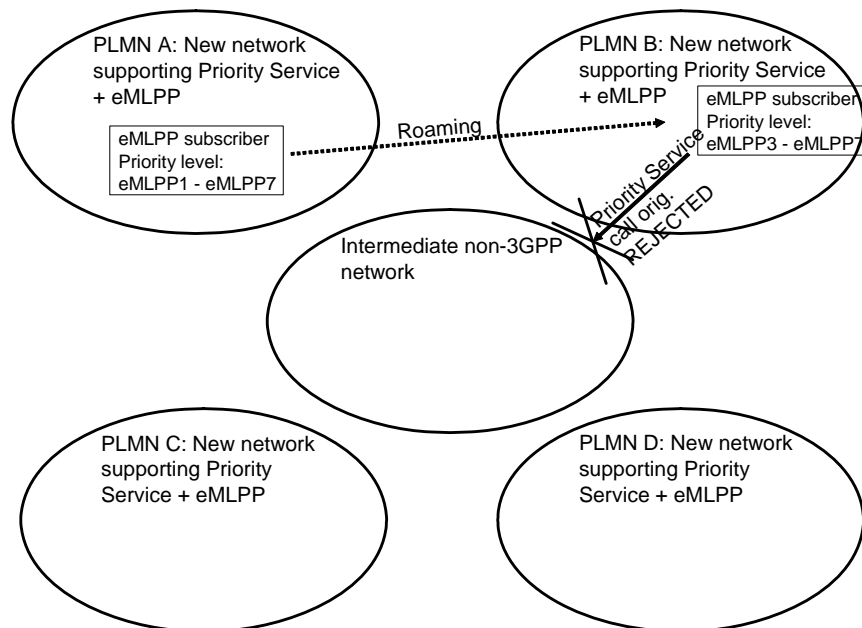 PLMN A: New network
supporting Priority Service
+ eMLPP
eMLPP subscriber
Priority level:
eMLPP1 - eMLPP7
Roaming
PLMN B: New network
supporting Priority Service
+ eMLPP
eMLPP subscriber
Priority level:
eMLPP3 - eMLPP7
Priority Service
call orig.
REJECTED
Intermediate non-3GPP
network
PLMN C: New network
supporting Priority
Service + eMLPP
PLMN D: New network
supporting Priority
Service + eMLPP